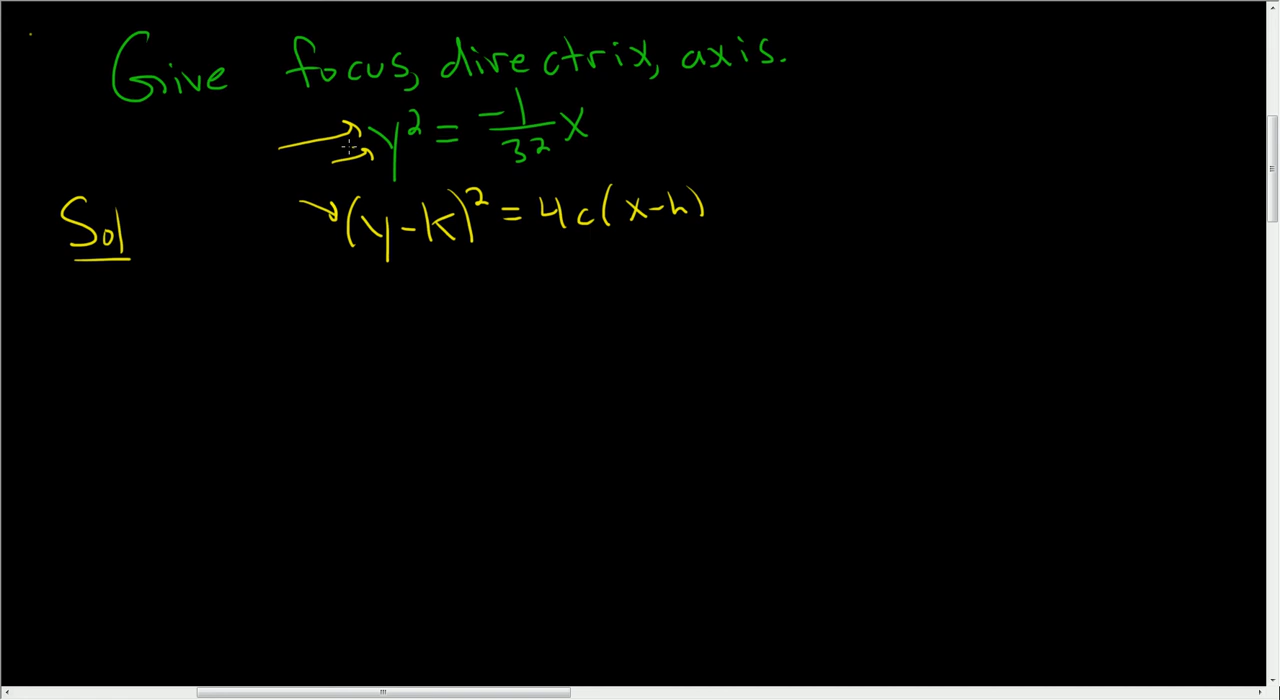 Give focus, directrix, axis.
y² = -1/32 x
Sol (y-k)² = 4c(x-h)